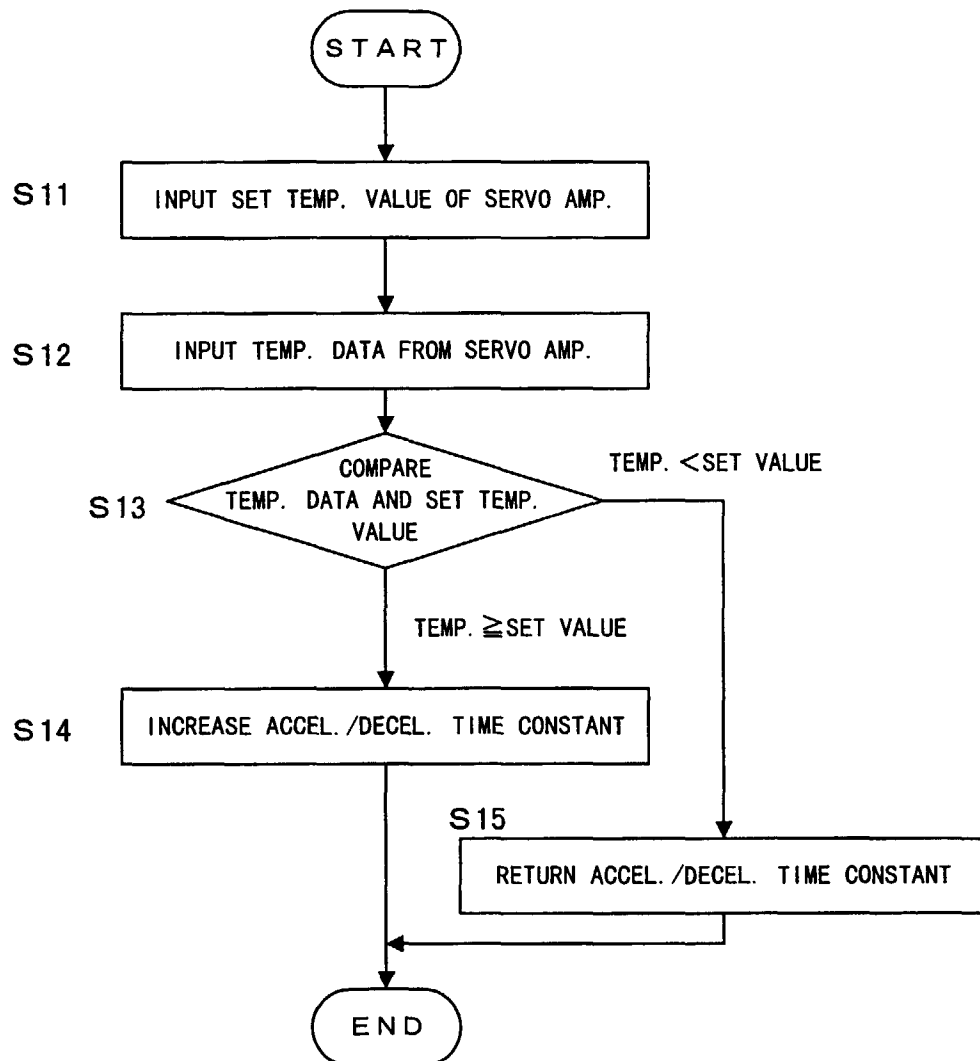 START
S11
INPUT SET TEMP. VALUE OF SERVO AMP.
S12
INPUT TEMP. DATA FROM SERVO AMP.
S13
COMPARE
TEMP. DATA AND SET TEMP.
VALUE
TEMP. <SET VALUE
TEMP. ≧SET VALUE
S14
INCREASE ACCEL./DECEL. TIME CONSTANT
S15
RETURN ACCEL./DECEL. TIME CONSTANT
END